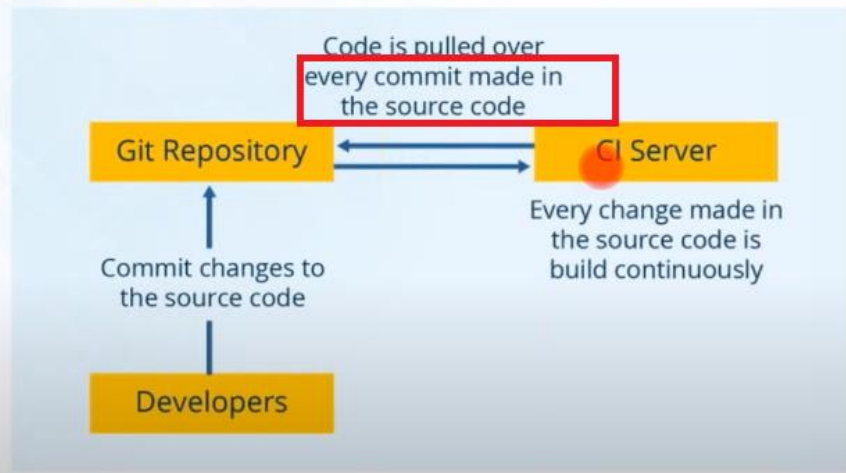 Code is pulled over
every commit made in
the source code
Git Repository
CI Server
Every change made in
the source code is
build continuously
Commit changes to
the source code
Developers